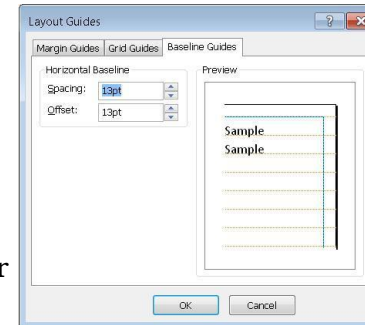 Layout Guides
Margin Guides Grid Guides Baseline Guides
Horizontal Baseline
Spacing: 13pt
Offset: 13pt
Preview
Sample
Sample
r
OK Cancel